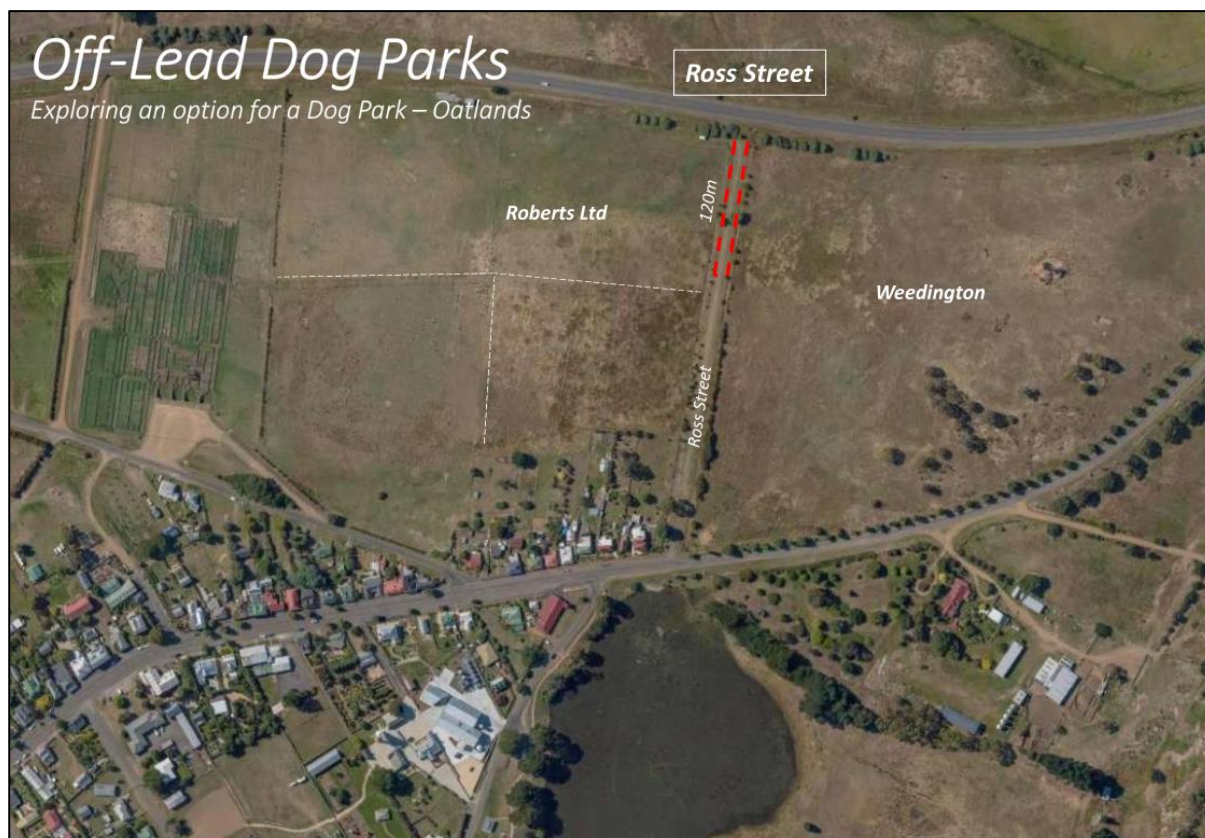 Off-Lead Dog Parks
Exploring an option for a Dog Park – Oatlands
Ross Street
120m
Roberts Ltd
Weedington
Ross Street